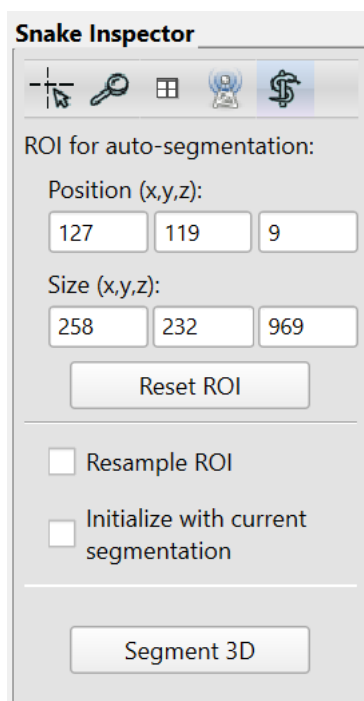 Snake Inspector
ROI for auto-segmentation:
Position (x,y,z):
127 119 9
Size (x,y,z):
258 232 969
Reset ROI
Resample ROI
Initialize with current
segmentation
Segment 3D